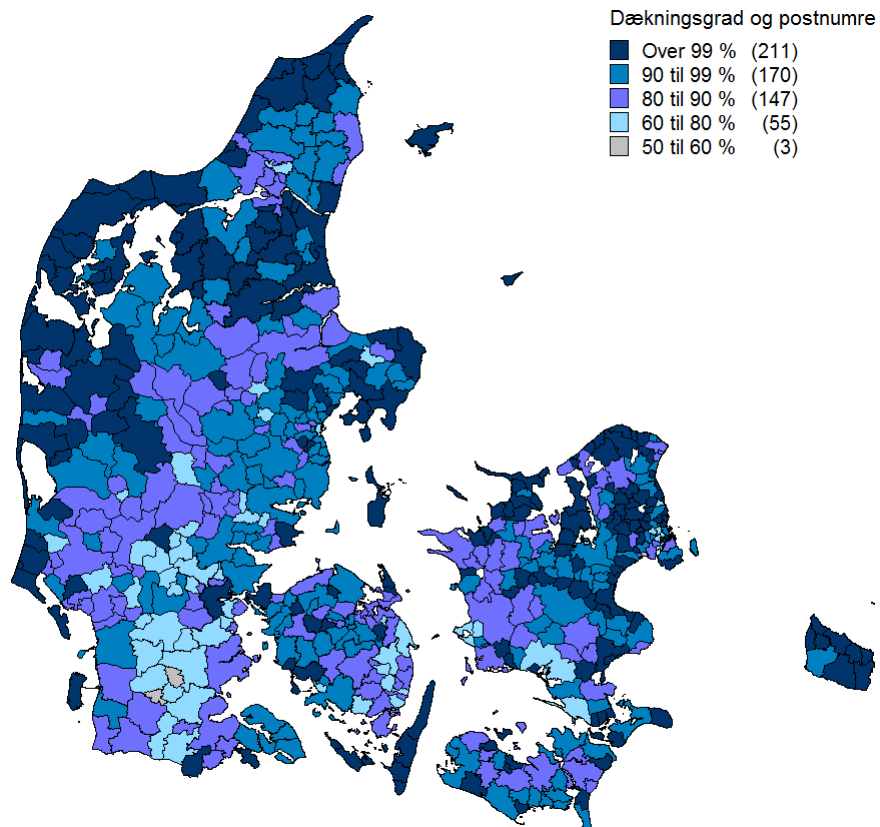 Dækningsgrad og postnumre
Over 99 % (211)
90 til 99 % (170)
80 til 90 % (147)
60 til 80 % (55)
50 til 60 % (3)